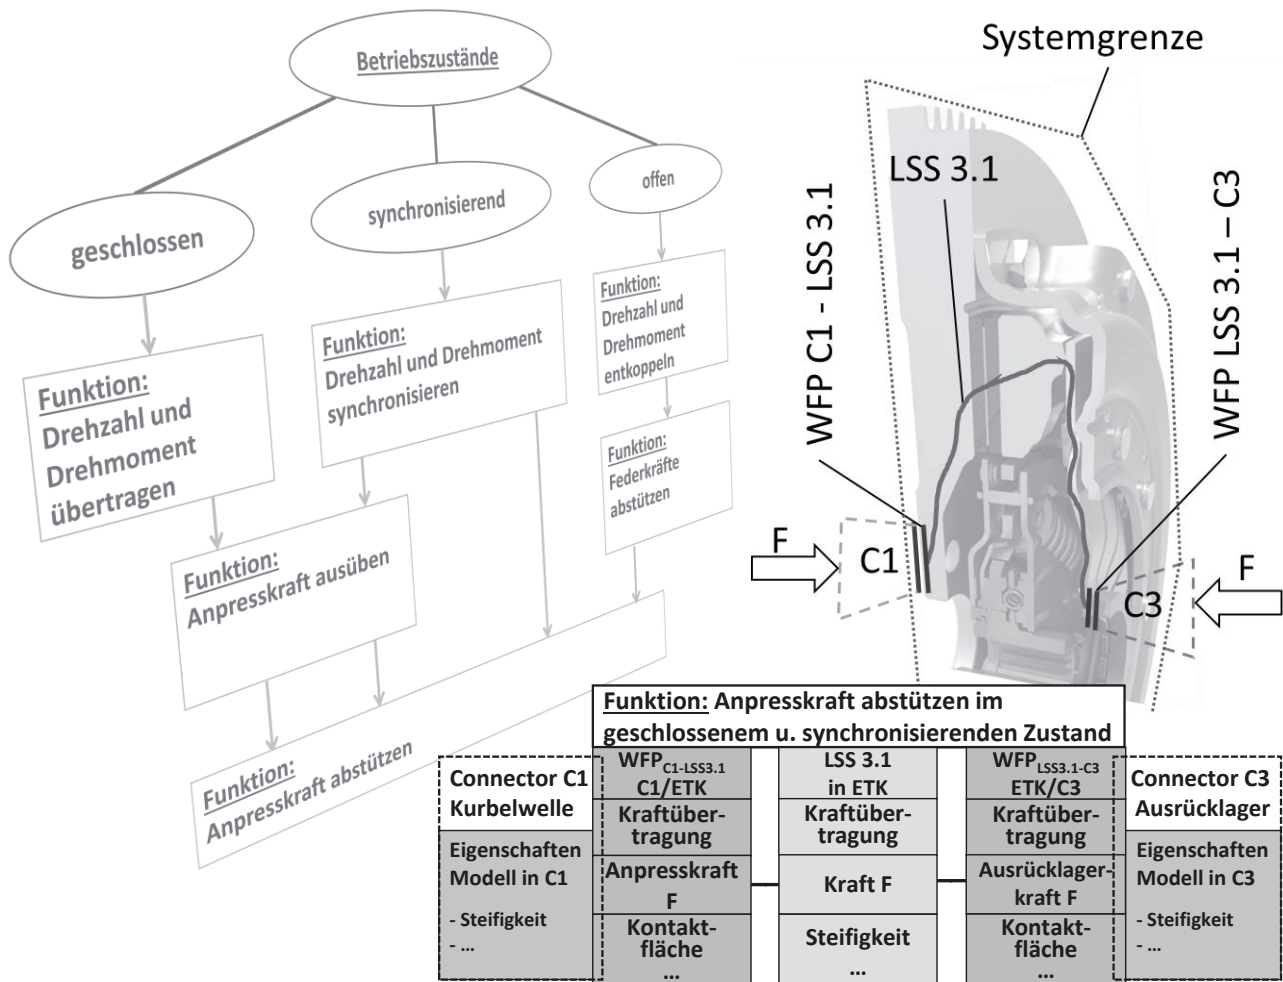 Betriebszustände
geschlossen
synchronisierend
offen
Funktion:
Drehzahl und
Drehmoment
übertragen
Funktion:
Drehzahl und Drehmoment
synchronisieren
Funktion:
Drehzahl und
Drehmoment
entkoppeln
Funktion:
Federkräfte
abstützen
Funktion:
Anpresskraft ausüben
Funktion:
Anpresskraft abstützen
Systemgrenze
LSS 3.1
WFP C1 - LSS 3.1
WFP LSS 3.1 – C3
F
C1
C3
F
Funktion: Anpresskraft abstützen im
geschlossenem u. synchronisierenden Zustand
Connector C1
Kurbelwelle
Eigenschaften
Modell in C1
- Steifigkeit
- ...
WFPC1-LSS3.1
C1/ETK
Kraftüber-
tragung
Anpresskraft
F
Kontakt-
fläche
...
LSS 3.1
in ETK
Kraftüber-
tragung
Kraft F
Steifigkeit
...
WFPLSS3.1-C3
ETK/C3
Kraftüber-
tragung
Ausrücklager-
kraft F
Kontakt-
fläche
...
Connector C3
Ausrücklager
Eigenschaften
Modell in C3
- Steifigkeit
- ...